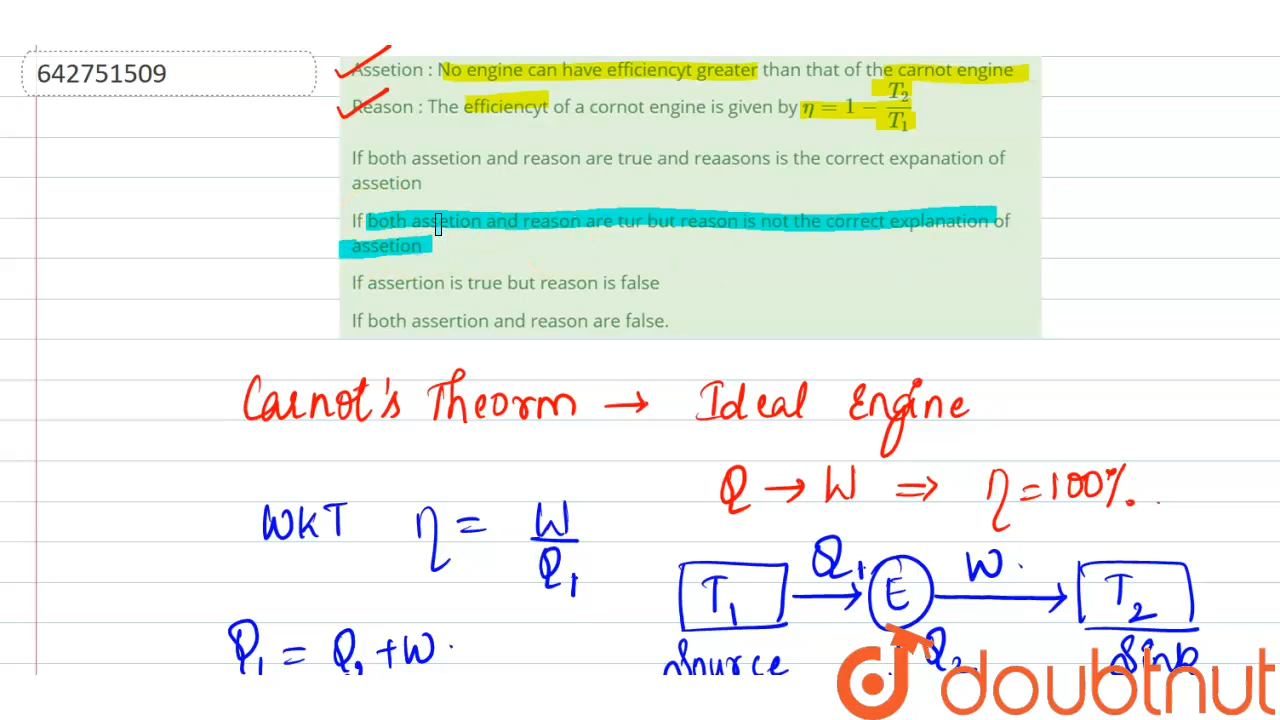 642751509
Assetion : No engine can have efficiencyt greater than that of the carnot engine
Reason : The efficiencyt of a cornot engine is given by η = 1 − T₂/T₁
If both assetion and reason are true and reaasons is the correct expanation of
assetion
If both assetion and reason are tur but reason is not the correct explanation of
assetion
If assertion is true but reason is false
If both assertion and reason are false.
Carnot's Theorm → Ideal Engine
Q → W ⇒ η = 100%.
WKT η = W/Q₁
T₁ Q₁ E W. T₂
Q₁ = Q₂ + W.
Source Q₂ Sink
doubtnut